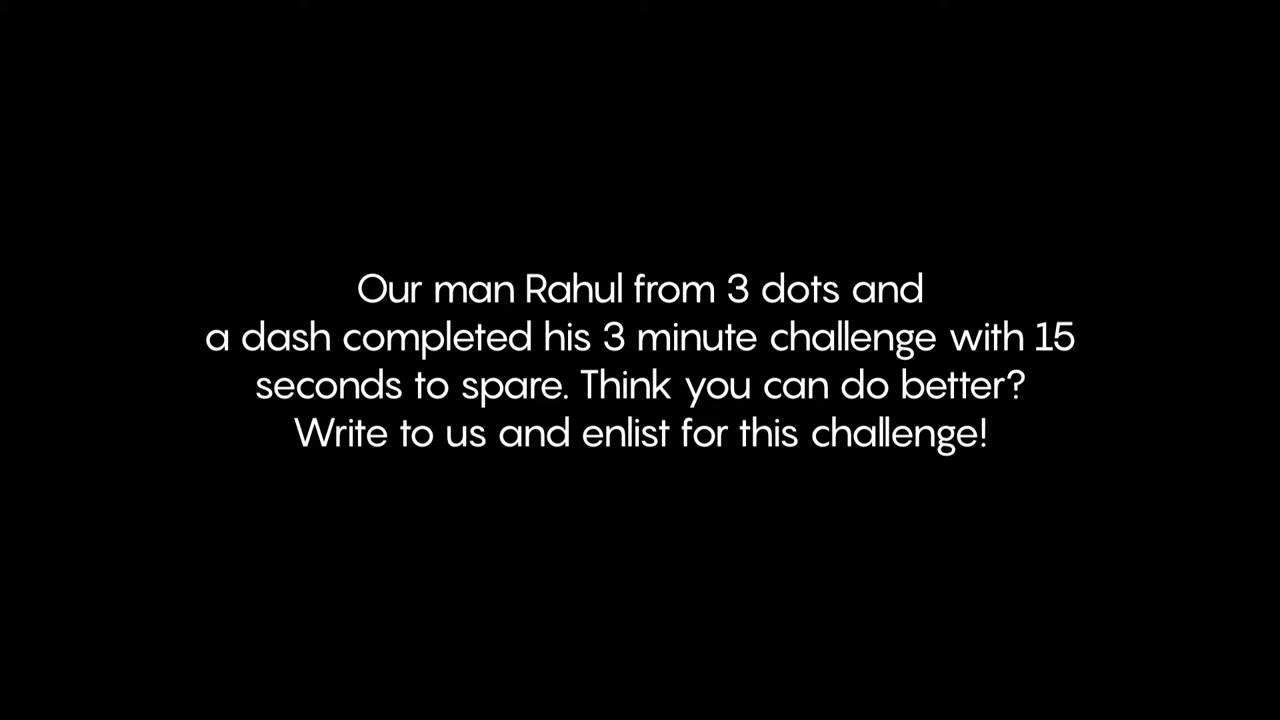 Our man Rahul from 3 dots and
a dash completed his 3 minute challenge with 15
seconds to spare. Think you can do better?
Write to us and enlist for this challenge!